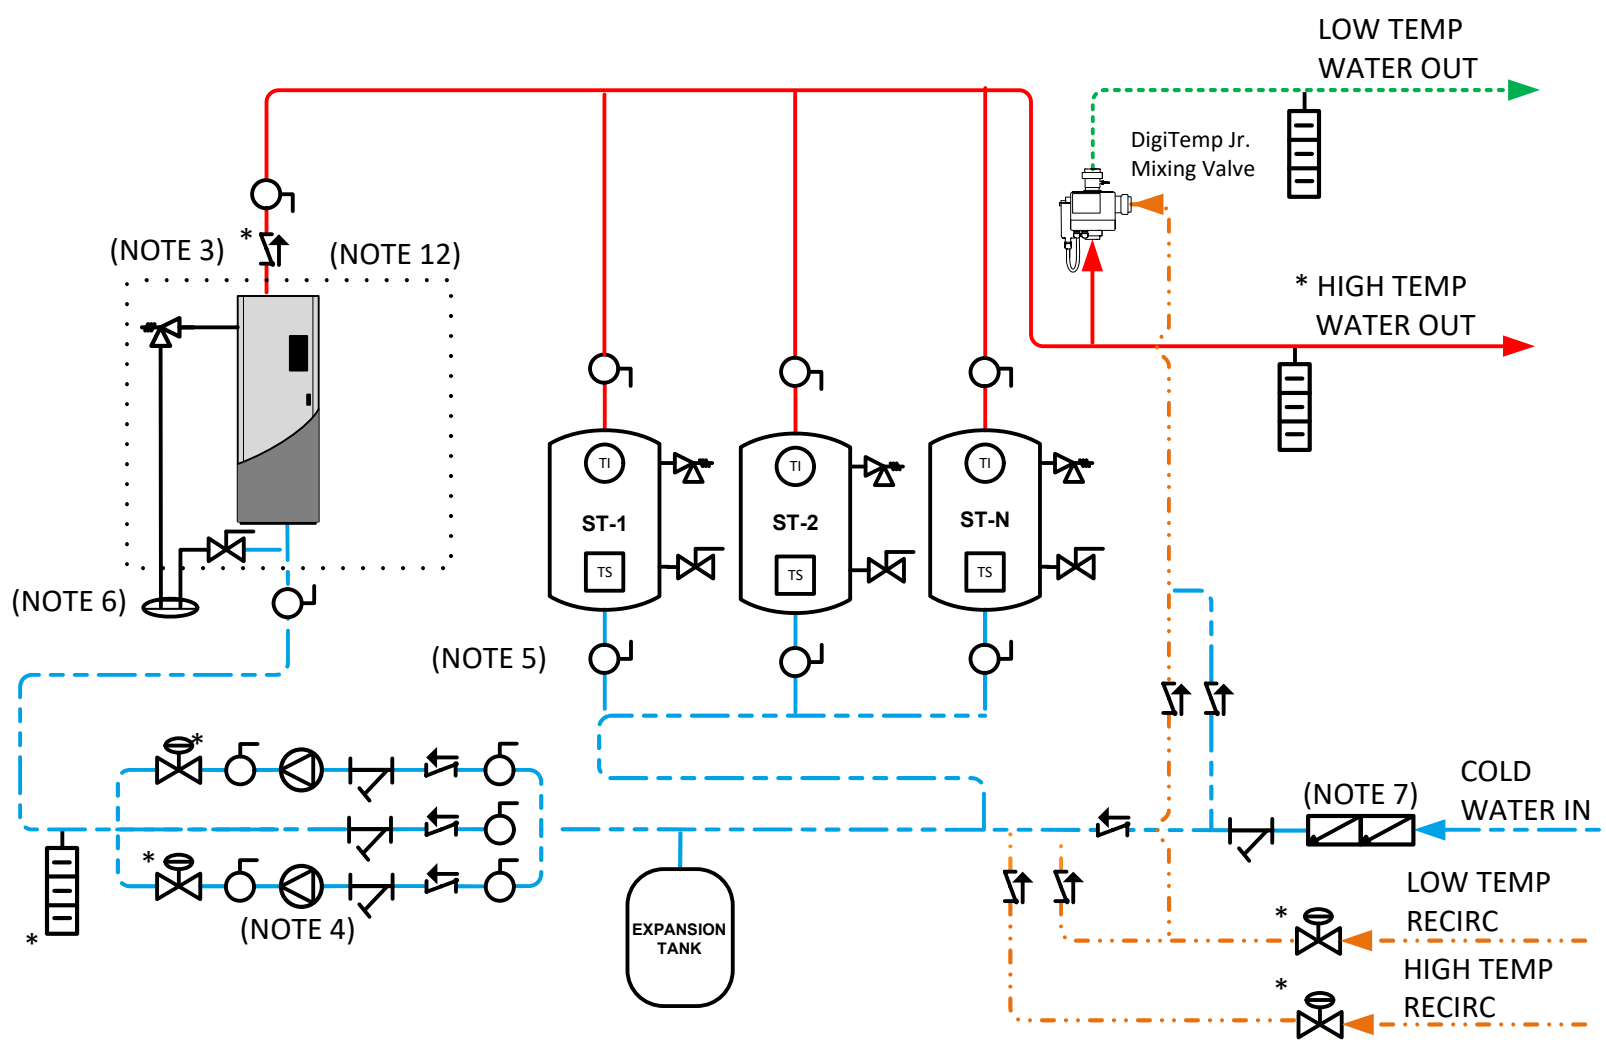 LOW TEMP
WATER OUT
DigiTemp Jr.
Mixing Valve
(NOTE 3)
*
(NOTE 12)
* HIGH TEMP
WATER OUT
TI
TI
TI
ST-1
ST-2
ST-N
TS
TS
TS
(NOTE 6)
(NOTE 5)
*
COLD
WATER IN
(NOTE 7)
*
(NOTE 4)
*
EXPANSION
TANK
LOW TEMP
RECIRC
*
HIGH TEMP
RECIRC
*